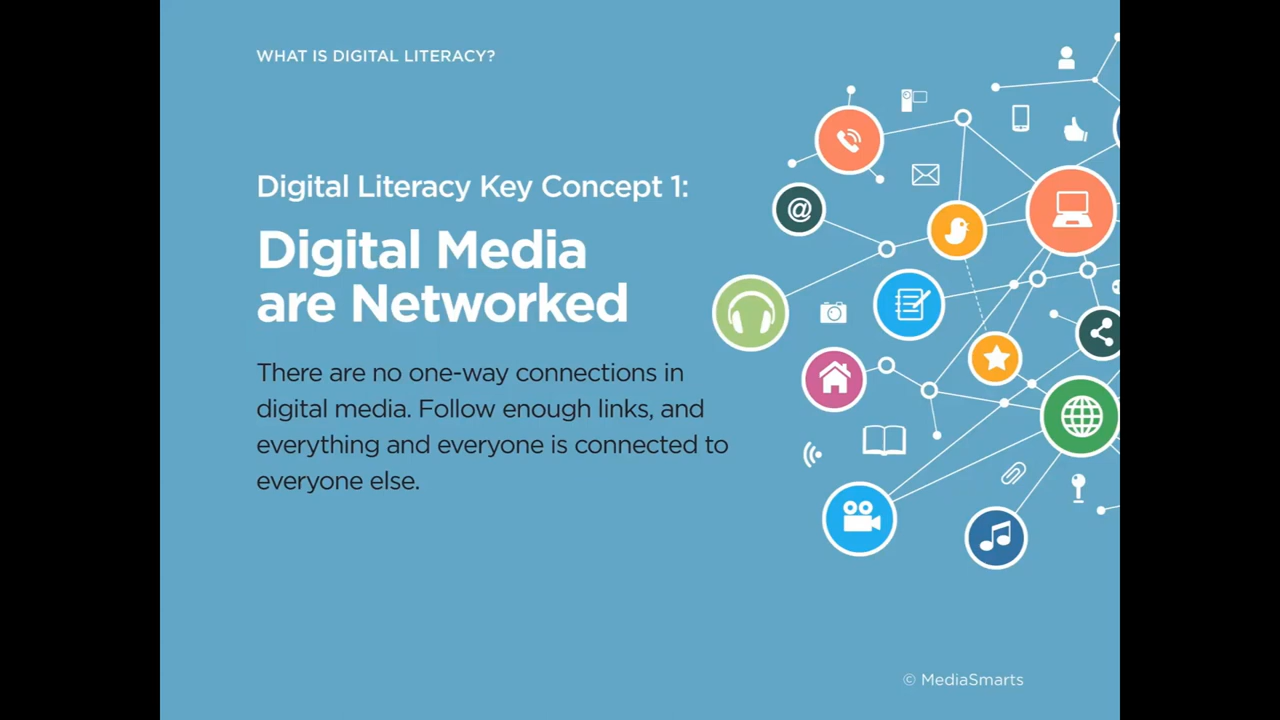 WHAT IS DIGITAL LITERACY?
Digital Literacy Key Concept 1:
Digital Media
are Networked
There are no one-way connections in
digital media. Follow enough links, and
everything and everyone is connected to
everyone else.
@
© MediaSmarts